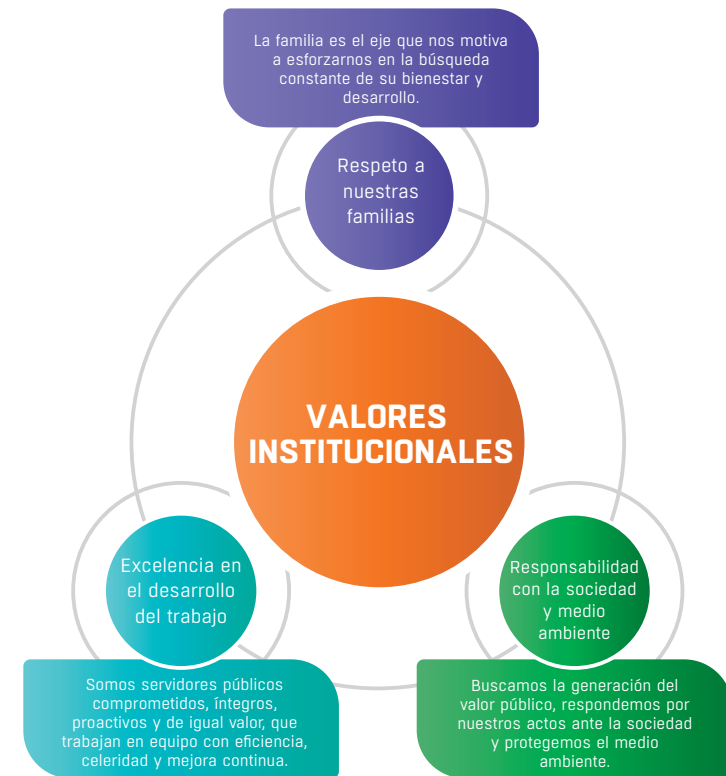 La familia es el eje que nos motiva
a esforzarnos en la búsqueda
constante de su bienestar y
desarrollo.
Respeto a
nuestras
familias
VALORES
INSTITUCIONALES
Excelencia en
el desarrollo
del trabajo
Somos servidores públicos
comprometidos, íntegros,
proactivos y de igual valor, que
trabajan en equipo con eficiencia,
celeridad y mejora continua.
Responsabilidad
con la sociedad
y medio
ambiente
Buscamos la generación del
valor público, respondemos por
nuestros actos ante la sociedad
y protegemos el medio
ambiente.